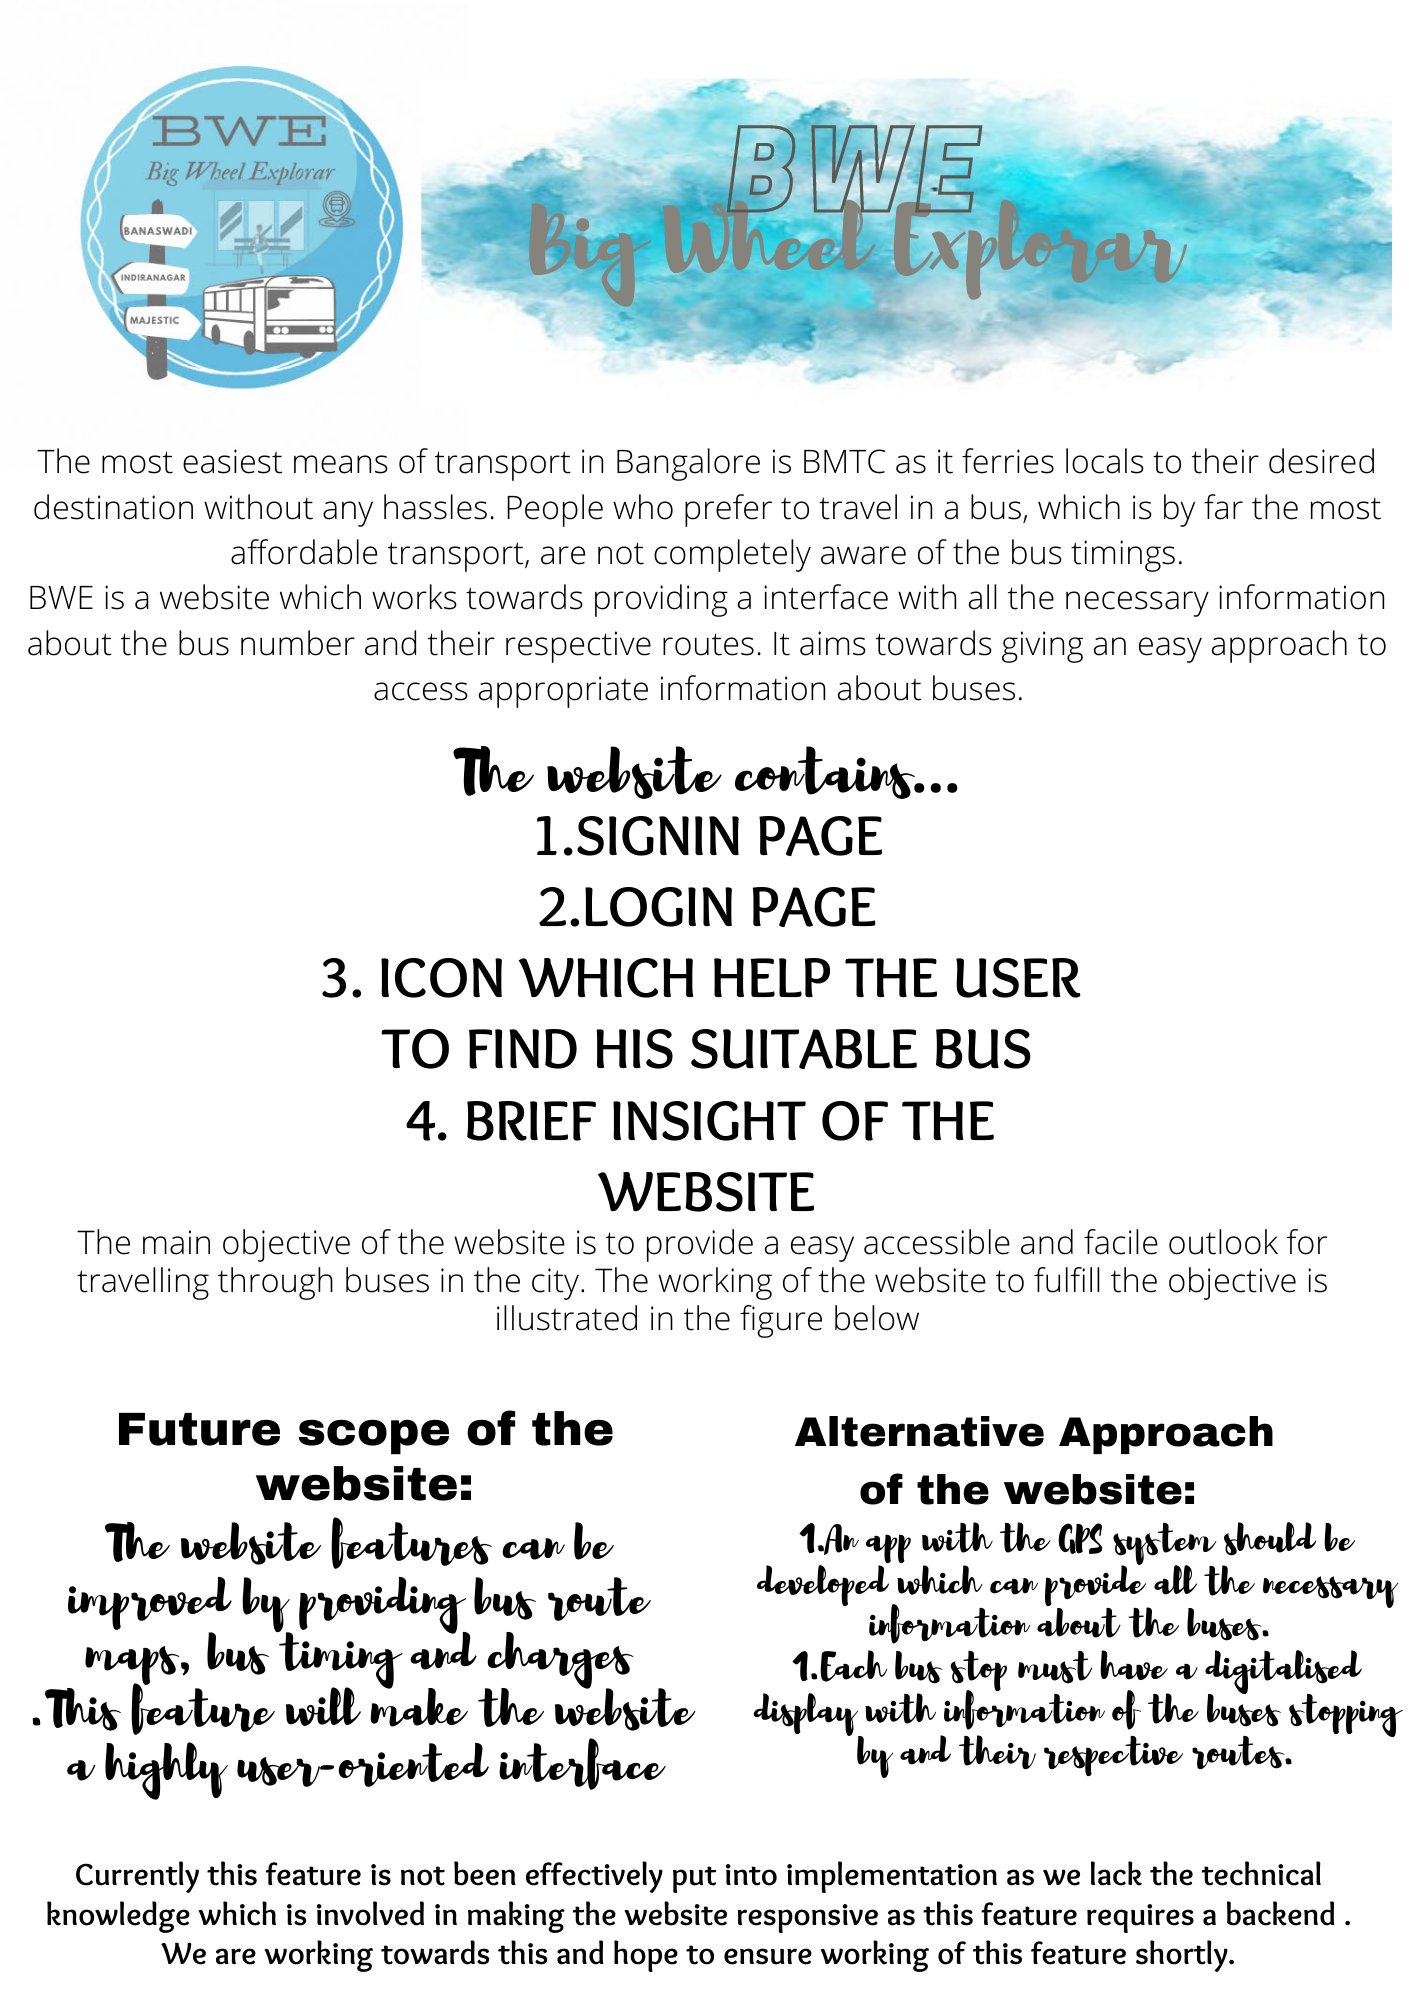 BWE
Big Wheel Explorar
BANASWADI
INDIRANAGAR
MAJESTIC
BWE
Big Wheel Explorar
The most easiest means of transport in Bangalore is BMTC as it ferries locals to their desired
destination without any hassles. People who prefer to travel in a bus, which is by far the most
affordable transport, are not completely aware of the bus timings.
BWE is a website which works towards providing a interface with all the necessary information
about the bus number and their respective routes. It aims towards giving an easy approach to
access appropriate information about buses.
The website contains...
1.SIGNIN PAGE
2.LOGIN PAGE
3. ICON WHICH HELP THE USER
TO FIND HIS SUITABLE BUS
4. BRIEF INSIGHT OF THE
WEBSITE
The main objective of the website is to provide a easy accessible and facile outlook for
travelling through buses in the city. The working of the website to fulfill the objective is
illustrated in the figure below
Future scope of the
website:
The website features can be
improved by providing bus route
maps, bus timing and charges
.This feature will make the website
a highly user-oriented interface
Alternative Approach
of the website:
1.An app with the GPS system should be
developed which can provide all the necessary
information about the buses.
1.Each bus stop must have a digitalised
display with information of the buses stopping
by and their respective routes.
Currently this feature is not been effectively put into implementation as we lack the technical
knowledge which is involved in making the website responsive as this feature requires a backend .
We are working towards this and hope to ensure working of this feature shortly.